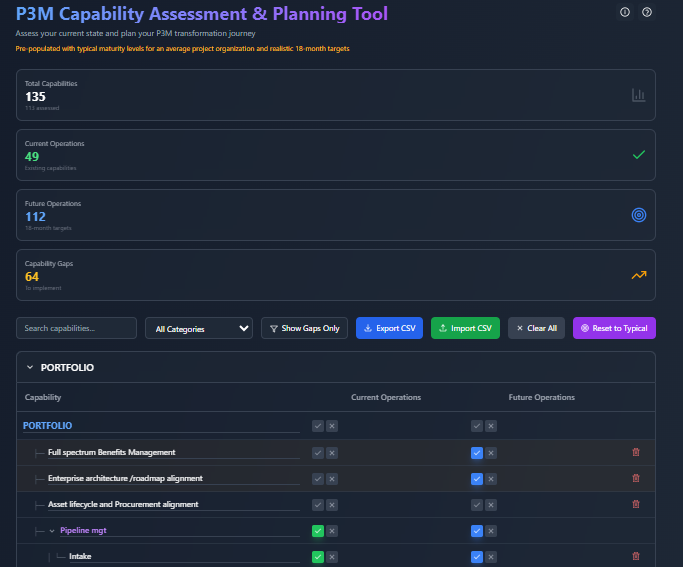 P3M Capability Assessment & Planning Tool
Assess your current state and plan your P3M transformation journey
Pre-populated with typical maturity levels for an average project organization and realistic 18-month targets
Total Capabilities
135
113 assessed
Current Operations
49
Existing capabilities
Future Operations
112
18-month targets
Capability Gaps
64
To implement
Search capabilities...
All Categories
Show Gaps Only
Export CSV
Import CSV
Clear All
Reset to Typical
PORTFOLIO
Capability Current Operations Future Operations
PORTFOLIO
Full spectrum Benefits Management
Enterprise architecture /roadmap alignment
Asset lifecycle and Procurement alignment
Pipeline mgt
Intake